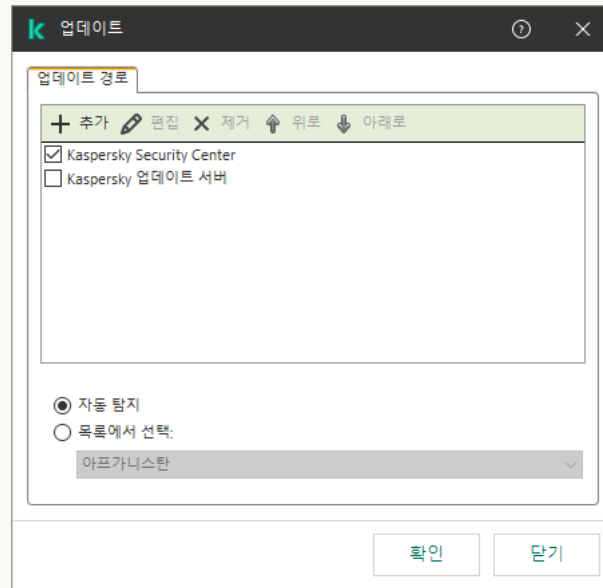 업데이트
업데이트 경로
추가 편집 제거 위로 아래로
Kaspersky Security Center
Kaspersky 업데이트 서버
자동 탐지
목록에서 선택:
아프가니스탄
확인 닫기